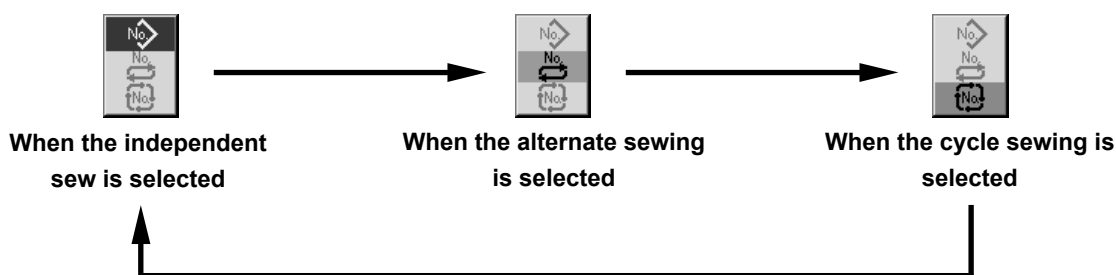 No.
No.
No.
No.
No.
No.
No.
No.
No.
When the independent
sew is selected
When the alternate sewing
is selected
When the cycle sewing is
selected